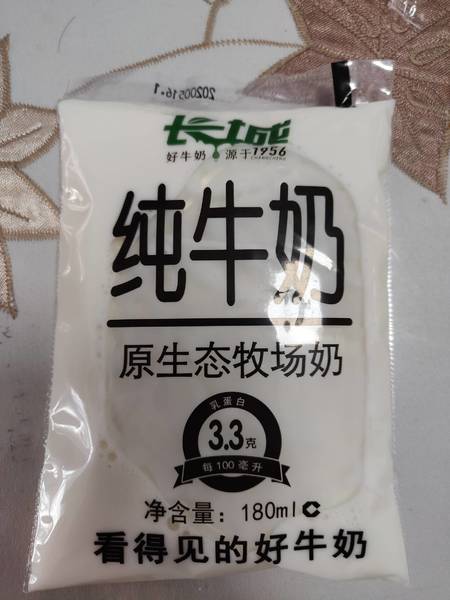 20200516+1
长城
好牛奶 源于1956
CHANGCHENG
纯牛奶
原生态牧场奶
乳蛋白
3.3克
每100毫升
净含量：180ml C
看得见的好牛奶